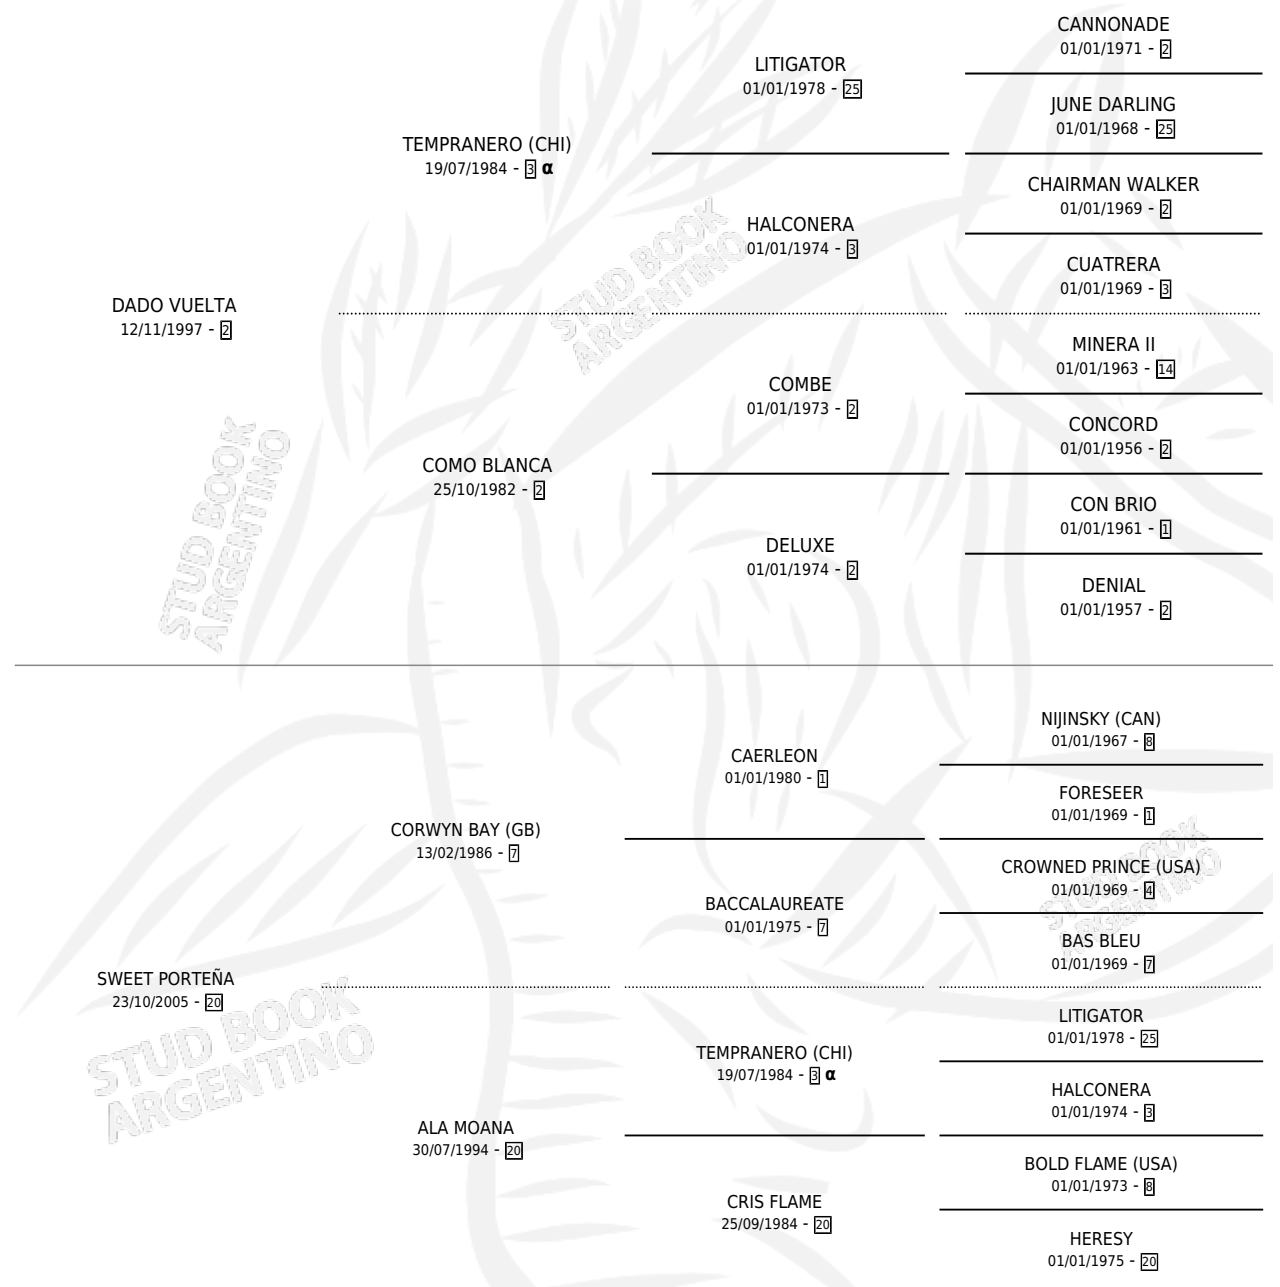 CANNONADE
01/01/1971 - 2
LITIGATOR
01/01/1978 - 25
JUNE DARLING
01/01/1968 - 25
TEMPRANERO (CHI)
19/07/1984 - 3 α
CHAIRMAN WALKER
01/01/1969 - 2
HALCONERA
01/01/1974 - 3
CUATRERA
01/01/1969 - 3
DADO VUELTA
12/11/1997 - 2
MINERA II
01/01/1963 - 14
COMBE
01/01/1973 - 2
CONCORD
01/01/1956 - 2
COMO BLANCA
25/10/1982 - 2
CON BRIO
01/01/1961 - 1
DELUXE
01/01/1974 - 2
DENIAL
01/01/1957 - 2
NIJINSKY (CAN)
01/01/1967 - 8
CAERLEON
01/01/1980 - 1
FORESEER
01/01/1969 - 1
CORWYN BAY (GB)
13/02/1986 - 7
CROWNED PRINCE (USA)
01/01/1969 - 4
BACCALAUREATE
01/01/1975 - 7
BAS BLEU
01/01/1969 - 7
SWEET PORTEÑA
23/10/2005 - 20
LITIGATOR
01/01/1978 - 25
TEMPRANERO (CHI)
19/07/1984 - 3 α
HALCONERA
01/01/1974 - 3
ALA MOANA
30/07/1994 - 20
BOLD FLAME (USA)
01/01/1973 - 8
CRIS FLAME
25/09/1984 - 20
HERESY
01/01/1975 - 20
STUD BOOK
ARGENTINO
STUD BOOK
ARGENTINO
STUD BOOK
ARGENTINO
STUD BOOK
ARGENTINO